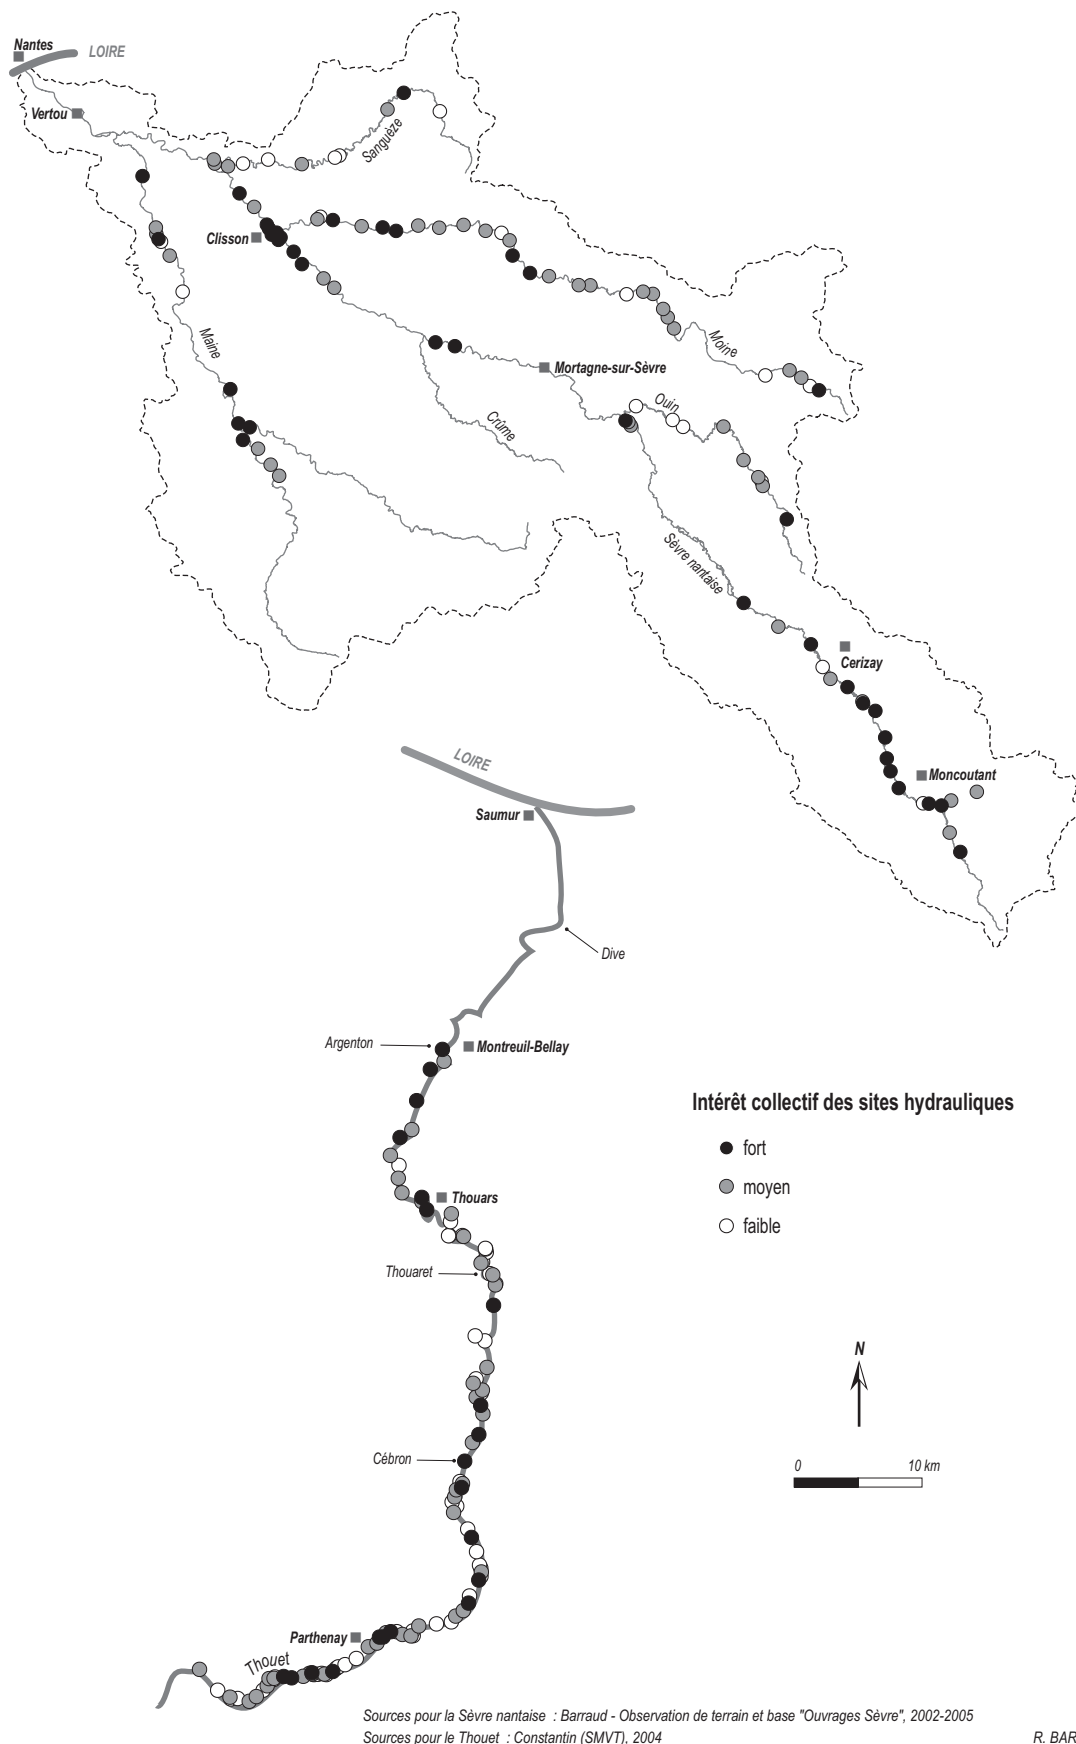 Nantes
LOIRE
Vertou
Sanguèze
Clisson
Maine
Moine
Mortagne-sur-Sèvre
Ouin
Crûme
Sèvre nantaise
Cerizay
LOIRE
Moncoutant
Saumur
Dive
Argenton
Montreuil-Bellay
Intérêt collectif des sites hydrauliques
fort
moyen
faible
Thouars
Thouaret
N
Cébron
0 10 km
Parthenay
Thouet
Sources pour la Sèvre nantaise : Barraud - Observation de terrain et base "Ouvrages Sèvre", 2002-2005
Sources pour le Thouet : Constantin (SMVT), 2004
R. BAR